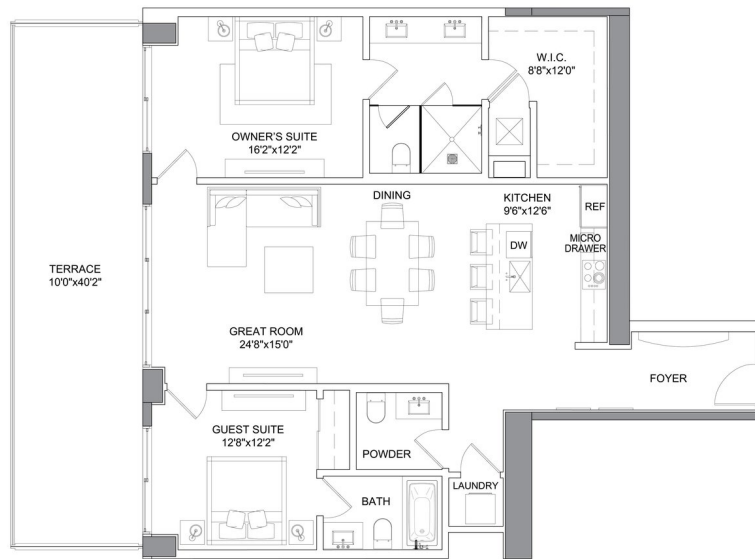 W.I.C.
8'8"x12'0"
OWNER'S SUITE
16'2"x12'2"
DINING
KITCHEN
9'6"x12'6"
REF
DW
MICRO
DRAWER
TERRACE
10'0"x40'2"
GREAT ROOM
24'8"x15'0"
FOYER
GUEST SUITE
12'8"x12'2"
POWDER
BATH
LAUNDRY